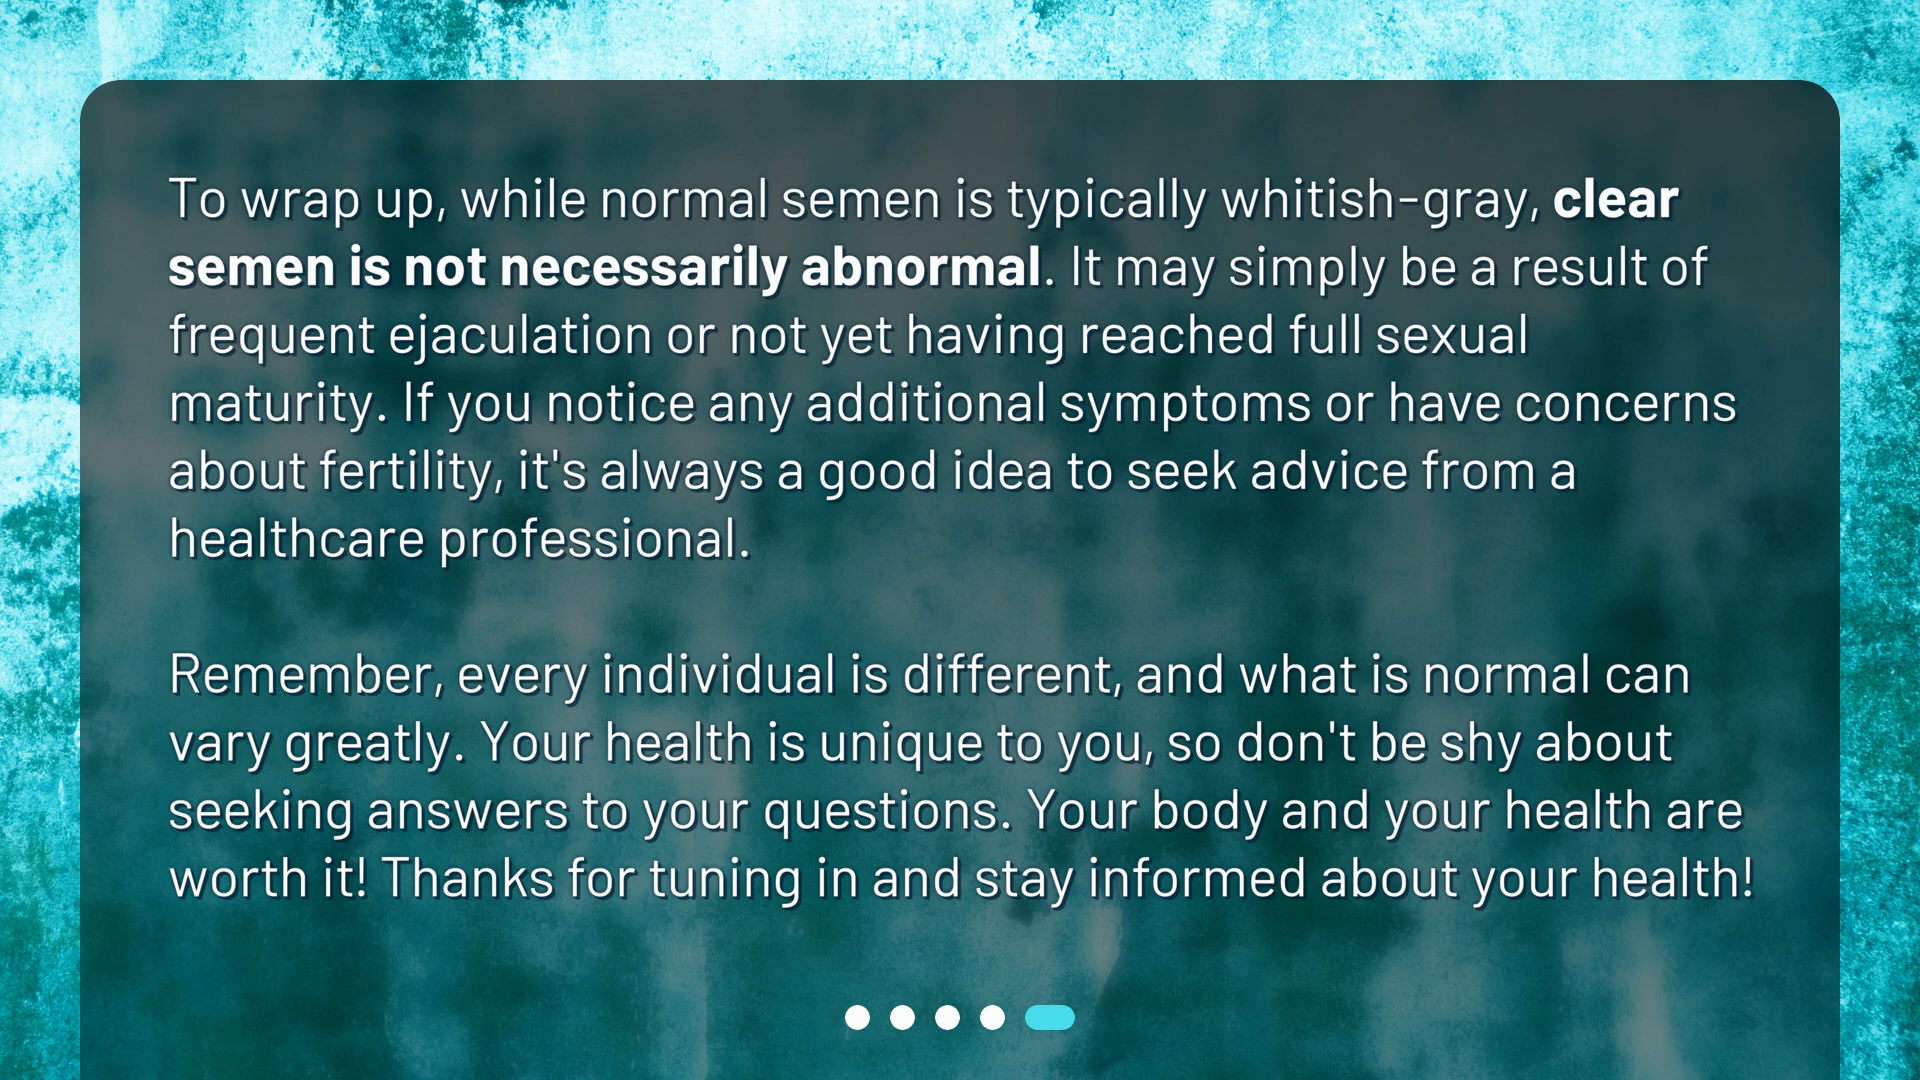 To wrap up, while normal semen is typically whitish-gray, clear
semen is not necessarily abnormal. It may simply be a result of
frequent ejaculation or not yet having reached full sexual
maturity. If you notice any additional symptoms or have concerns
about fertility, it's always a good idea to seek advice from a
healthcare professional.
Remember, every individual is different, and what is normal can
vary greatly. Your health is unique to you, so don't be shy about
seeking answers to your questions. Your body and your health are
worth it! Thanks for tuning in and stay informed about your health!